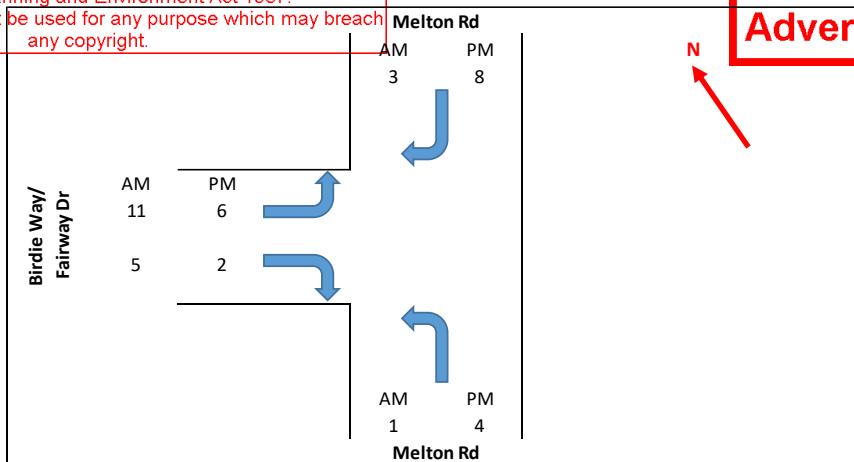 be used for any purpose which may breach
any copyright.
Adver
N
Melton Rd
AM PM
3 8
Birdie Way/
Fairway Dr
AM PM
11 6
5 2
AM PM
1 4
Melton Rd